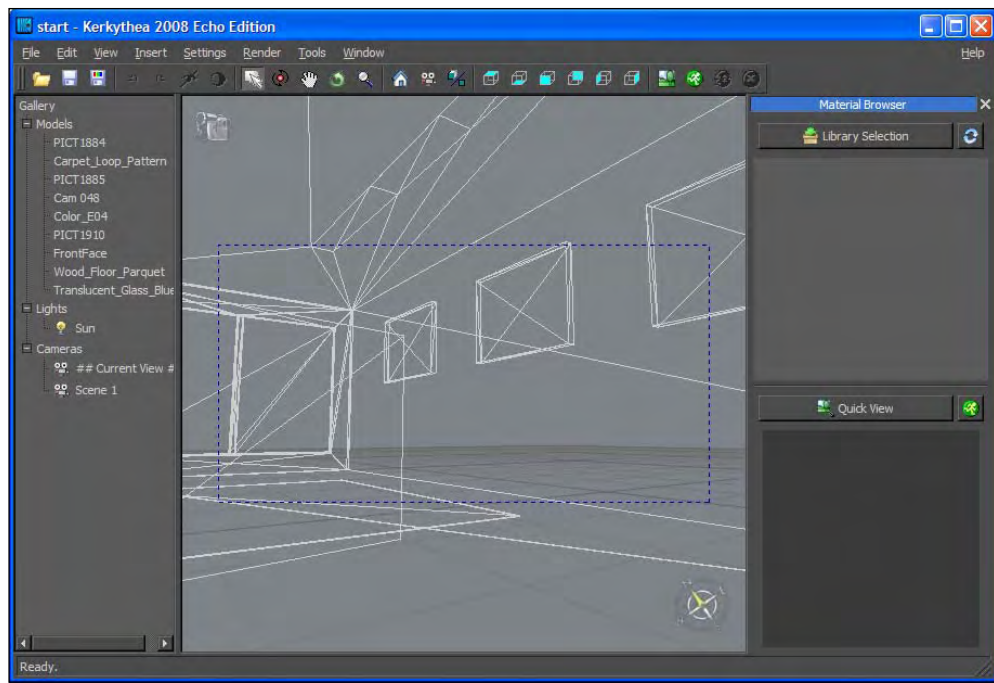 start - Kerkythea 2008 Echo Edition
File Edit View Insert Settings Render Tools Window Help
Gallery
Models
PICT1884
Carpet_Loop_Pattern
PICT1885
Cam 048
Color_E04
PICT1910
FrontFace
Wood_Floor_Parquet
Translucent_Glass_Blue
Lights
Sun
Cameras
## Current View #
Scene 1
Material Browser
Library Selection
Quick View
Ready.